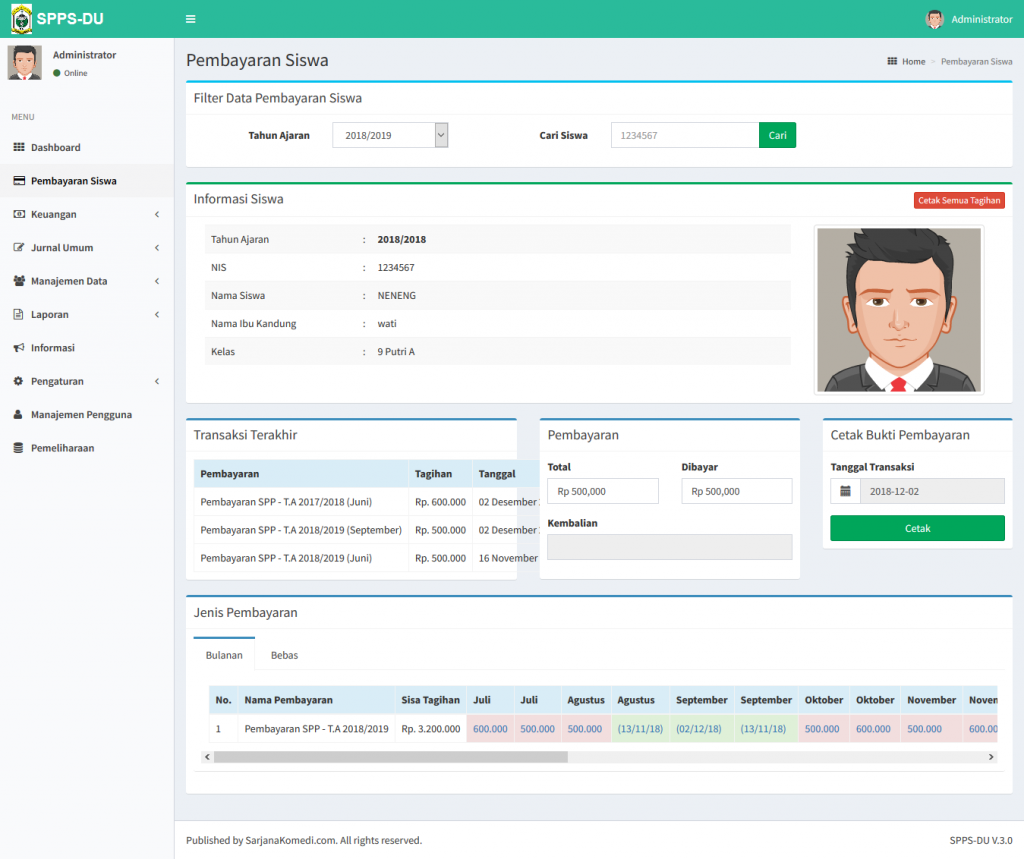 SPPS-DU
Administrator
Administrator
Online
MENU
Dashboard
Pembayaran Siswa
Keuangan
Jurnal Umum
Manajemen Data
Laporan
Informasi
Pengaturan
Manajemen Pengguna
Pemeliharaan
Pembayaran Siswa
Home > Pembayaran Siswa
Filter Data Pembayaran Siswa
Tahun Ajaran 2018/2019 Cari Siswa 1234567 Cari
Informasi Siswa Cetak Semua Tagihan
Tahun Ajaran : 2018/2018
NIS : 1234567
Nama Siswa : NENENG
Nama Ibu Kandung : wati
Kelas : 9 Putri A
Transaksi Terakhir
Pembayaran Tagihan Tanggal
Pembayaran SPP - T.A 2017/2018 (Juni) Rp. 600.000 02 Desember
Pembayaran SPP - T.A 2018/2019 (September) Rp. 500.000 02 Desember
Pembayaran SPP - T.A 2018/2019 (Juni) Rp. 500.000 16 November
Pembayaran
Total Dibayar
Rp 500,000 Rp 500,000
Kembalian
Cetak Bukti Pembayaran
Tanggal Transaksi
2018-12-02
Cetak
Jenis Pembayaran
Bulanan Bebas
No. Nama Pembayaran Sisa Tagihan Juli Juli Agustus Agustus September September Oktober Oktober November Noven
1 Pembayaran SPP - T.A 2018/2019 Rp. 3.200.000 600.000 500.000 500.000 (13/11/18) (02/12/18) (13/11/18) 500.000 600.000 500.000 600.00
Published by SarjanaKomedi.com. All rights reserved.
SPPS-DU V.3.0